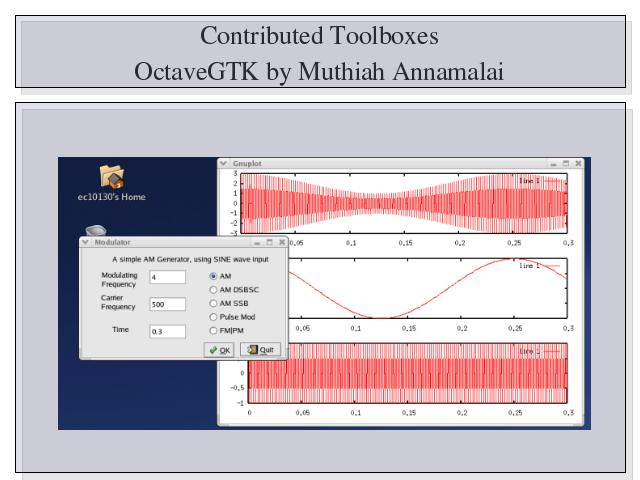 Contributed Toolboxes
OctaveGTK by Muthiah Annamalai
ec10130's Home
Gnuplot
3
2
1
0
-1
-2
-3
line 1
0.05 0.1 0.15 0.2 0.25 0.3
line 1
0.05 0.1 0.15 0.2 0.25 0.3
line 1
0
-0.5
-1
0 0.05 0.1 0.15 0.2 0.25 0.3
Modulator
A simple AM Generator, using SINE wave input
Modulating Frequency 4
Carrier Frequency 500
Time 0.3
AM
AM DSBSC
AM SSB
Pulse Mod
FM|PM
OK Quit